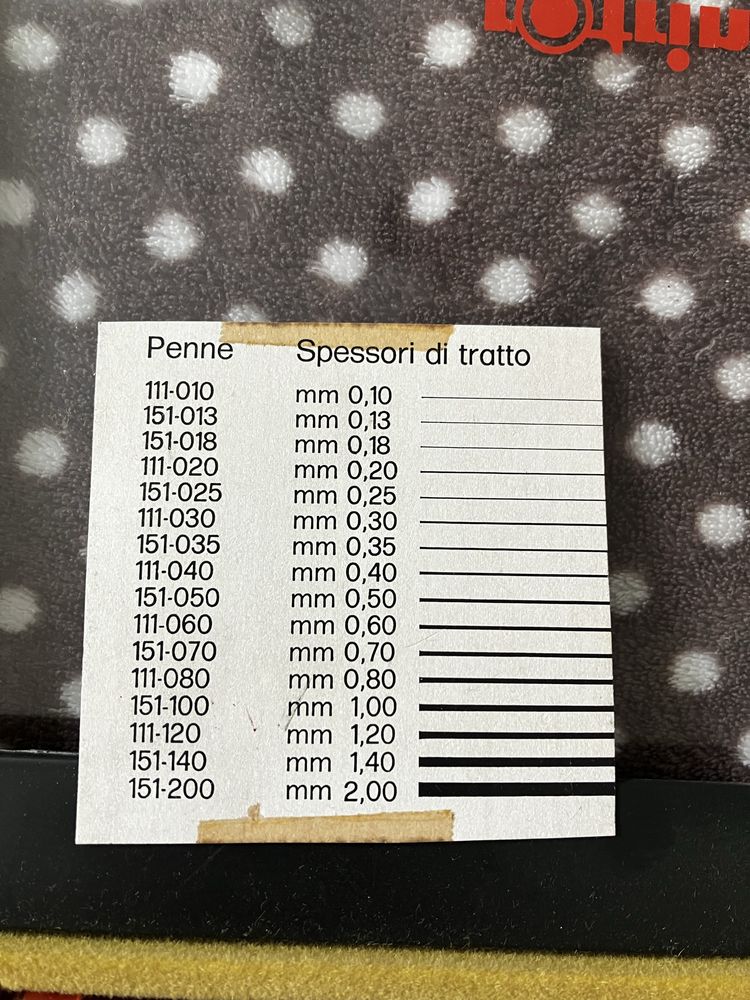 Penne Spessori di tratto
111-010 mm 0,10
151-013 mm 0,13
151-018 mm 0,18
111-020 mm 0,20
151-025 mm 0,25
111-030 mm 0,30
151-035 mm 0,35
111-040 mm 0,40
151-050 mm 0,50
111-060 mm 0,60
151-070 mm 0,70
111-080 mm 0,80
151-100 mm 1,00
111-120 mm 1,20
151-140 mm 1,40
151-200 mm 2,00